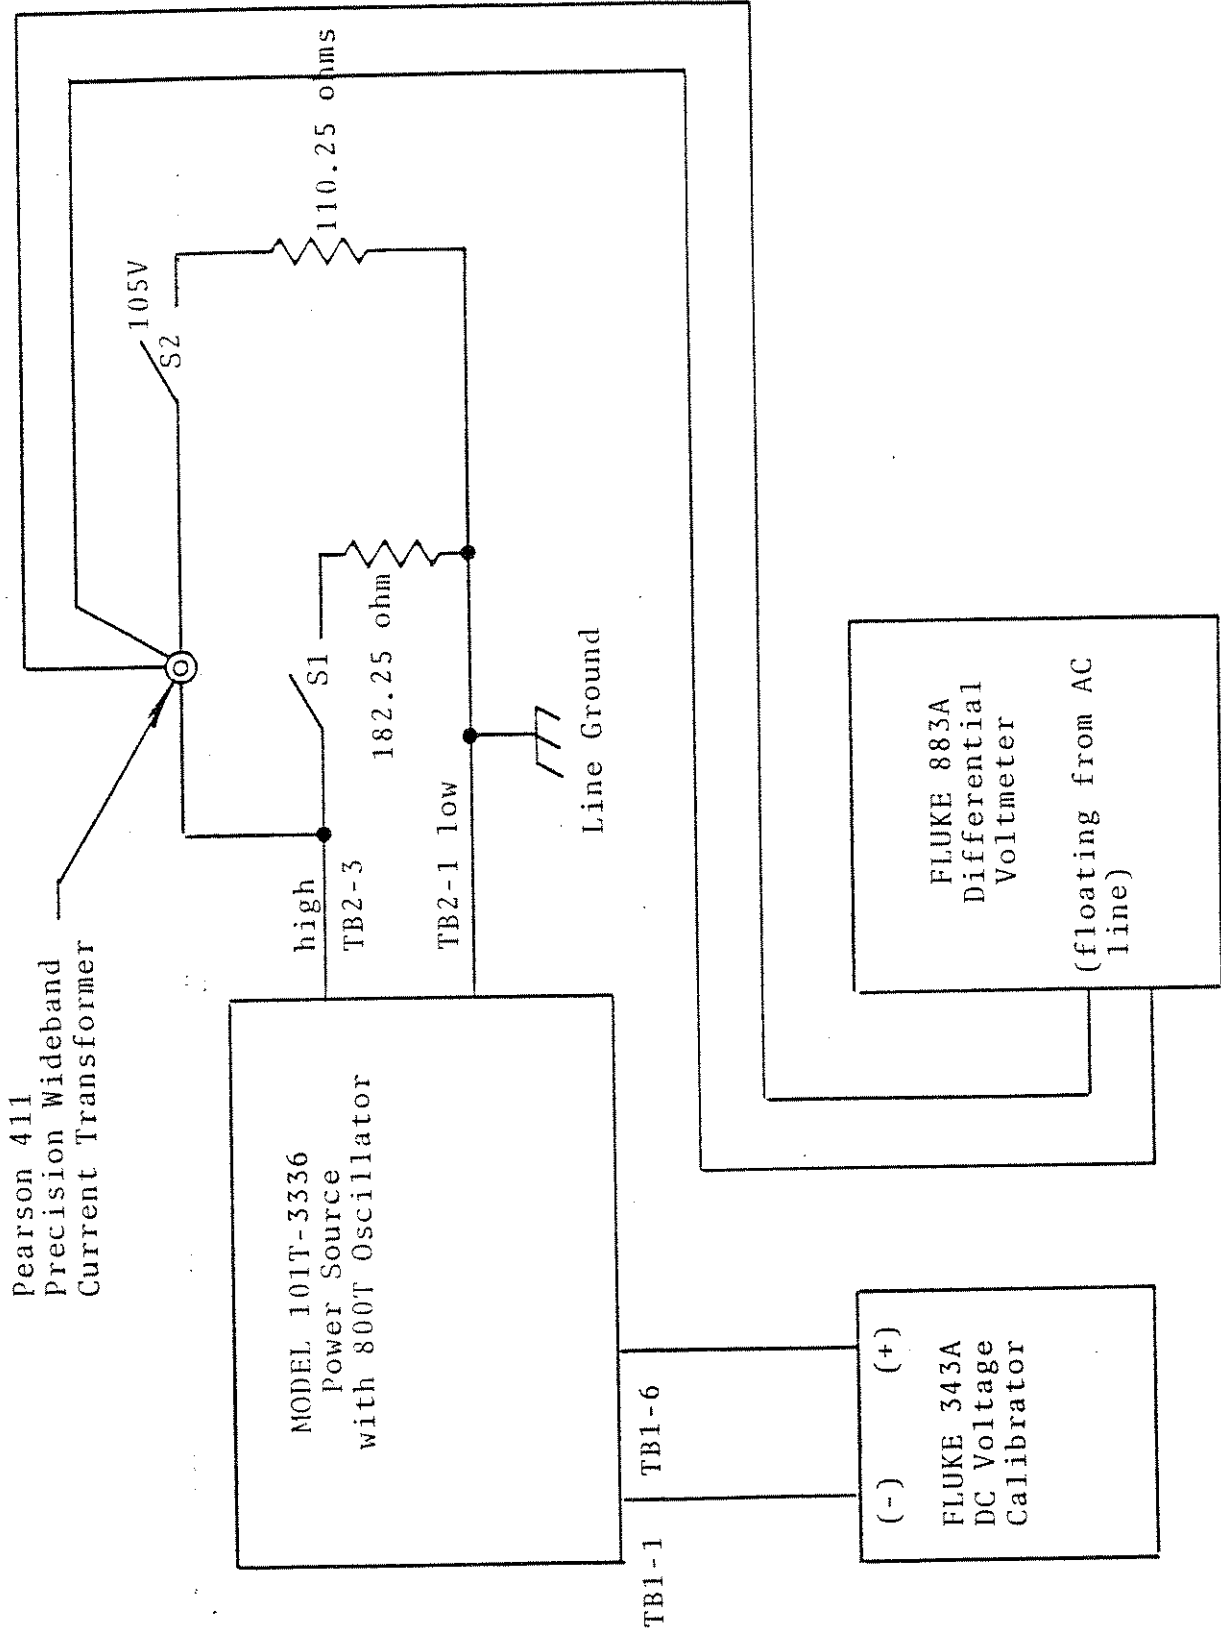 Pearson 411
Precision Wideband
Current Transformer
105V
S2
110.25 ohms
S1
182.25 ohm
high
TB2-3
TB2-1 low
Line Ground
MODEL 101T-3336
Power Source
with 800T Oscillator
TB1-1
TB1-6
(-)
(+)
FLUKE 343A
DC Voltage
Calibrator
FLUKE 883A
Differential
Voltmeter
(floating from AC
line)